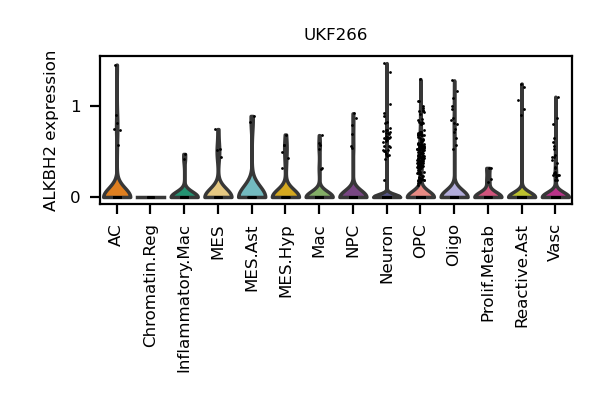 UKF266
ALKBH2 expression
1
0
AC
Chromatin.Reg
Inflammatory.Mac
MES
MES.Ast
MES.Hyp
Mac
NPC
Neuron
OPC
Oligo
Prolif.Metab
Reactive.Ast
Vasc